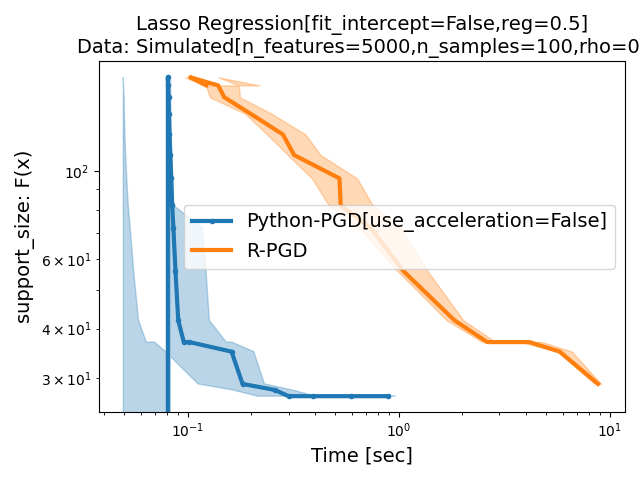 Lasso Regression[fit_intercept=False,reg=0.5]
Data: Simulated[n_features=5000,n_samples=100,rho=0
support_size: F(x)
10²
6 × 10¹
4 × 10¹
3 × 10¹
Python-PGD[use_acceleration=False]
R-PGD
10⁻¹ 10⁰ 10¹
Time [sec]